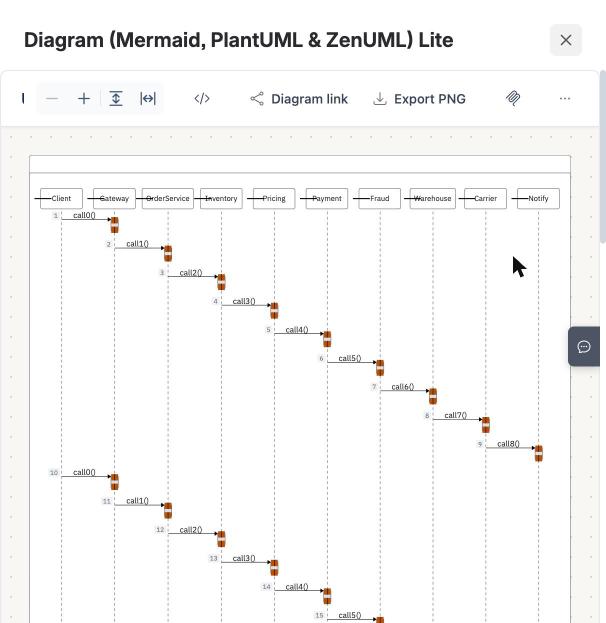 Diagram (Mermaid, PlantUML & ZenUML) Lite
Diagram link
Export PNG
Client Gateway OrderService Inventory Pricing Payment Fraud Warehouse Carrier Notify
1 call0()
2 call1()
3 call2()
4 call3()
5 call4()
6 call5()
7 call6()
8 call7()
9 call8()
10 call0()
11 call1()
12 call2()
13 call3()
14 call4()
15 call5()